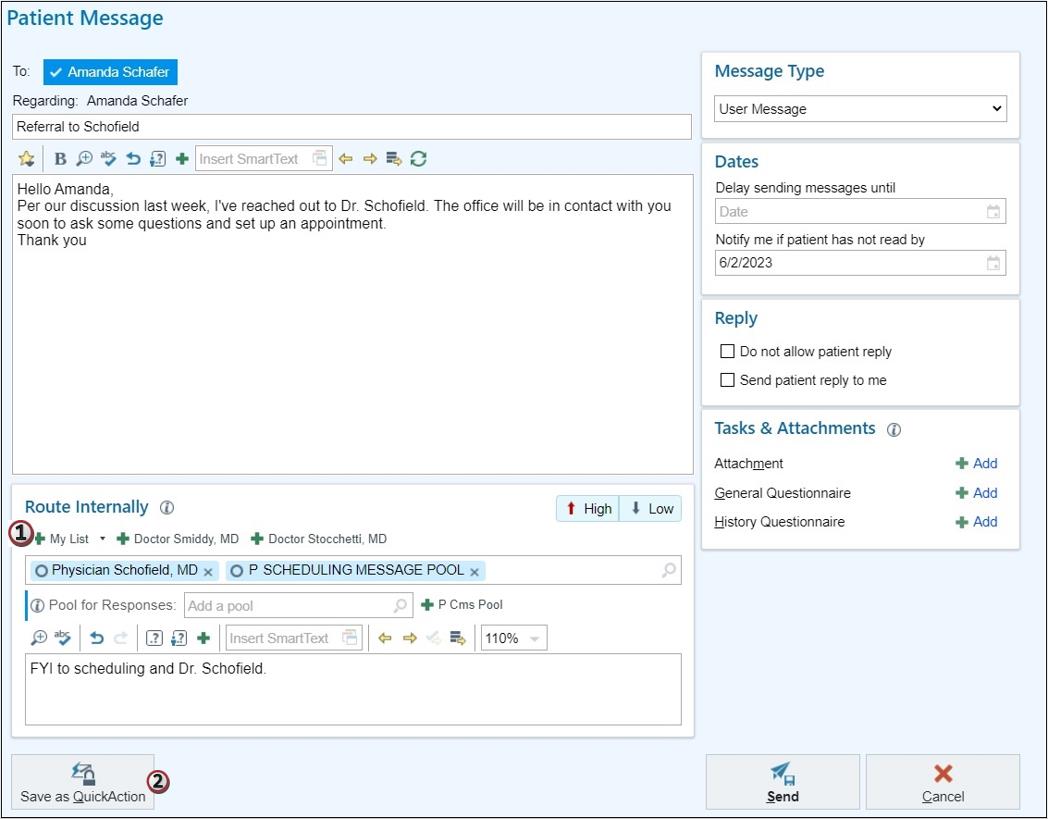 Patient Message
To: Amanda Schafer
Regarding: Amanda Schafer
Referral to Schofield
B abc Insert SmartText
Hello Amanda,
Per our discussion last week, I've reached out to Dr. Schofield. The office will be in contact with you
soon to ask some questions and set up an appointment.
Thank you
Route Internally
High Low
1 My List Doctor Smiddy, MD Doctor Stocchetti, MD
Physician Schofield, MD × P SCHEDULING MESSAGE POOL ×
Pool for Responses: Add a pool P Cms Pool
abc Insert SmartText 110%
FYI to scheduling and Dr. Schofield.
Save as QuickAction 2
Message Type
User Message
Dates
Delay sending messages until
Date
Notify me if patient has not read by
6/2/2023
Reply
Do not allow patient reply
Send patient reply to me
Tasks & Attachments
Attachment Add
General Questionnaire Add
History Questionnaire Add
Send
Cancel